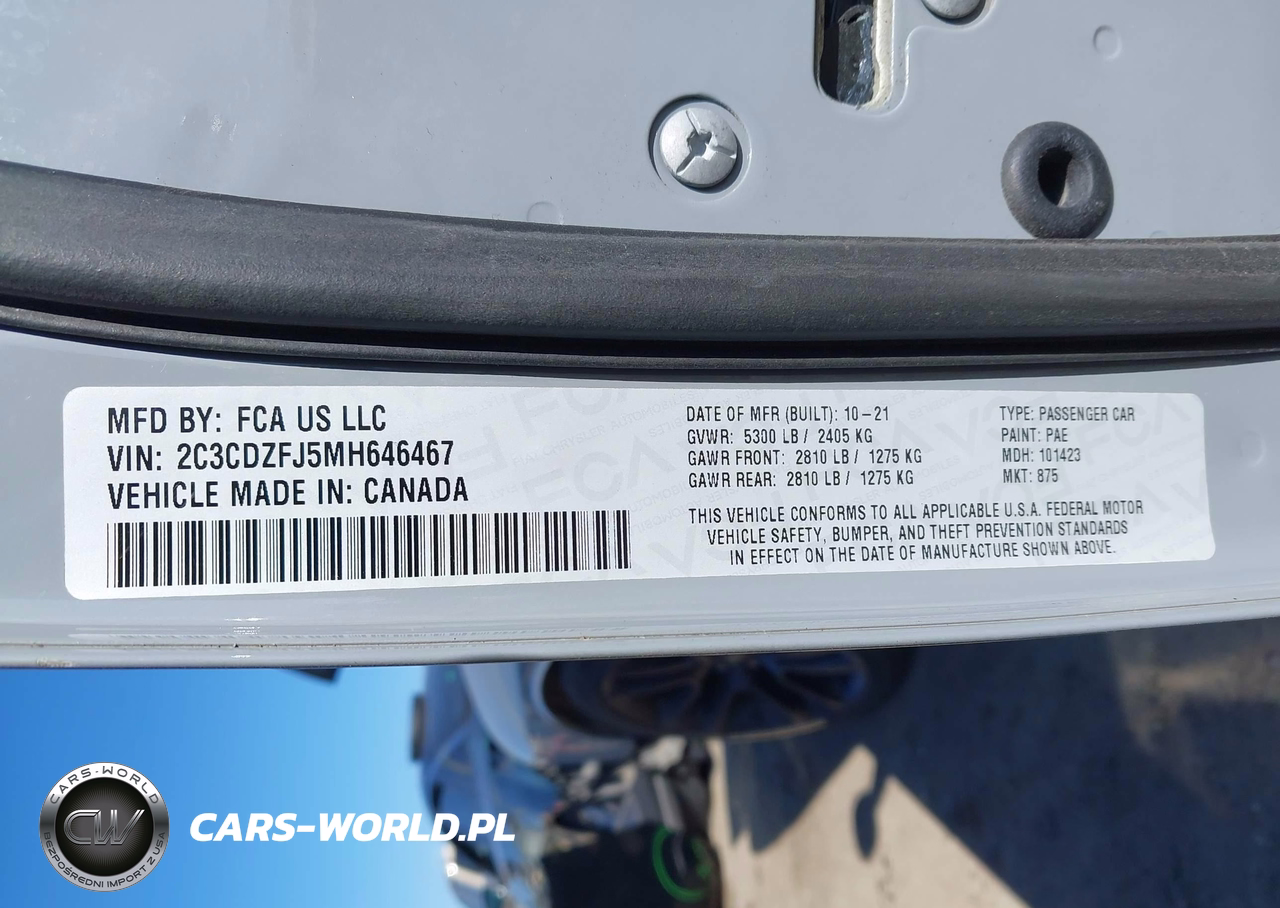 MFD BY: FCA US LLC
VIN: 2C3CDZFJ5MH646467
VEHICLE MADE IN: CANADA
DATE OF MFR (BUILT): 10-21
GVWR: 5300 LB / 2405 KG
GAWR FRONT: 2810 LB / 1275 KG
GAWR REAR: 2810 LB / 1275 KG
TYPE: PASSENGER CAR
PAINT: PAE
MDH: 101423
MKT: 875
THIS VEHICLE CONFORMS TO ALL APPLICABLE U.S.A. FEDERAL MOTOR
VEHICLE SAFETY, BUMPER, AND THEFT PREVENTION STANDARDS
IN EFFECT ON THE DATE OF MANUFACTURE SHOWN ABOVE.
CARS-WORLD
CW
BEZPOŚREDNI IMPORT Z USA
CARS-WORLD.PL